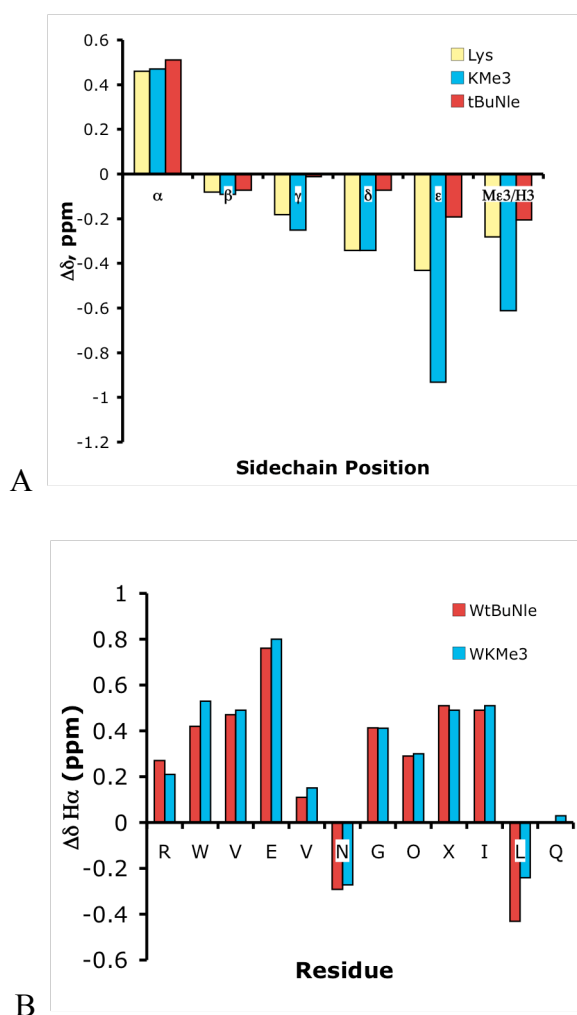 0.6
0.4
0.2
0
-0.2
-0.4
-0.6
-0.8
-1
-1.2
Δδ, ppm
Lys
KMe3
tBuNle
α β γ δ ε Mε3/H3
Sidechain Position
A
1
0.8
0.6
0.4
0.2
0
-0.2
-0.4
-0.6
Δδ Hα (ppm)
WtBuNle
WKMe3
R W V E V N G O X I L Q
Residue
B